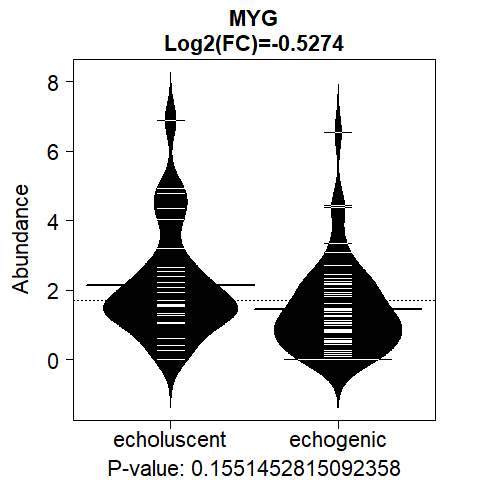 MYG
Log2(FC)=-0.5274
Abundance
8
6
4
2
0
echoluscent echogenic
P-value: 0.1551452815092358